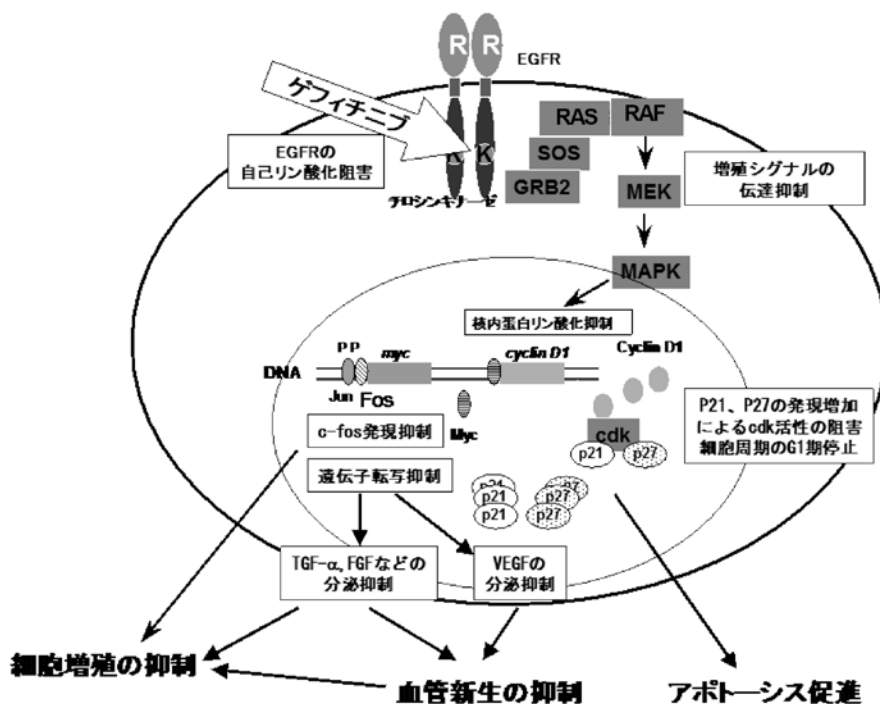 R R
EGFR
ゲフィチニブ
RAS
RAF
EGFRの
自己リン酸化阻害
K K
SOS
増殖シグナルの
伝達抑制
GRB2
MEK
チロシンキナーゼ
MAPK
核内蛋白リン酸化抑制
P P
myc
cyclin D1
Cyclin D1
DNA
Jun
Fos
Myc
c-fos発現抑制
cdk
P21、P27の発現増加
によるcdk活性の阻害
細胞周期のG1期停止
p21
p27
遺伝子転写抑制
p21
p27
p21
p27
p21
p27
TGF-α,FGFなどの
分泌抑制
VEGFの
分泌抑制
細胞増殖の抑制
血管新生の抑制
アポトーシス促進